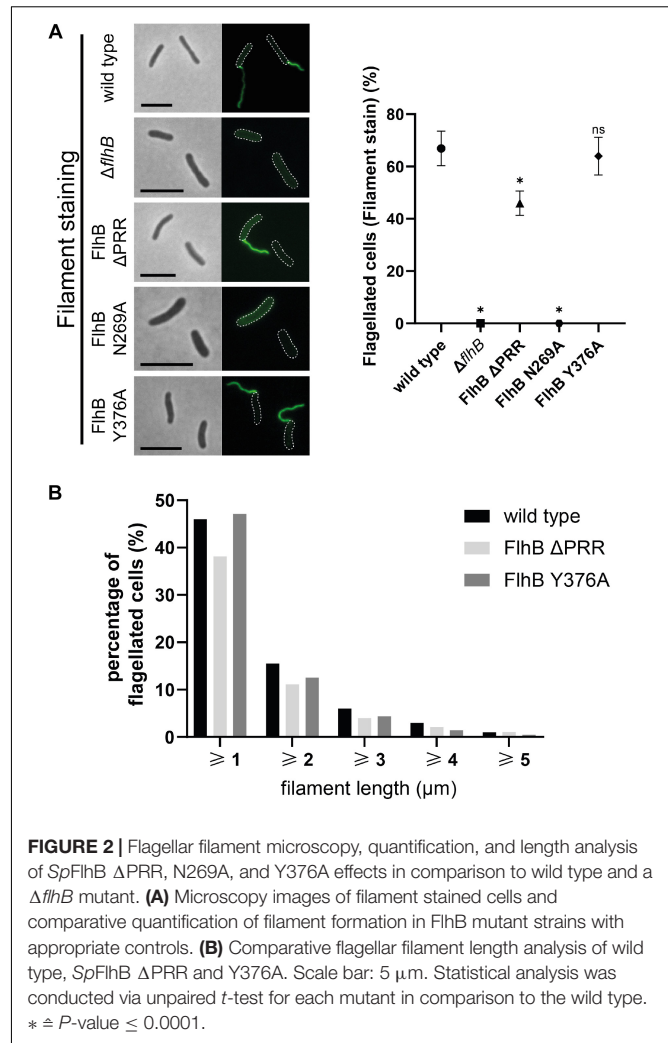 A
Filament staining
wild type
ΔflhB
FlhB
ΔPRR
FlhB
N269A
FlhB
Y376A
Flagellated cells (Filament stain) (%)
80
60
40
20
0
*
*
*
ns
wild type
ΔflhB
FlhB ΔPRR
FlhB N269A
FlhB Y376A
B
percentage of
flagellated cells (%)
50
40
30
20
10
0
wild type
FlhB ΔPRR
FlhB Y376A
⩾ 1
⩾ 2
⩾ 3
⩾ 4
⩾ 5
filament length (μm)
FIGURE 2 | Flagellar filament microscopy, quantification, and length analysis
of SpFlhB ΔPRR, N269A, and Y376A effects in comparison to wild type and a
ΔflhB mutant. (A) Microscopy images of filament stained cells and
comparative quantification of filament formation in FlhB mutant strains with
appropriate controls. (B) Comparative flagellar filament length analysis of wild
type, SpFlhB ΔPRR and Y376A. Scale bar: 5 μm. Statistical analysis was
conducted via unpaired t-test for each mutant in comparison to the wild type.
* ≙ P-value ≤ 0.0001.